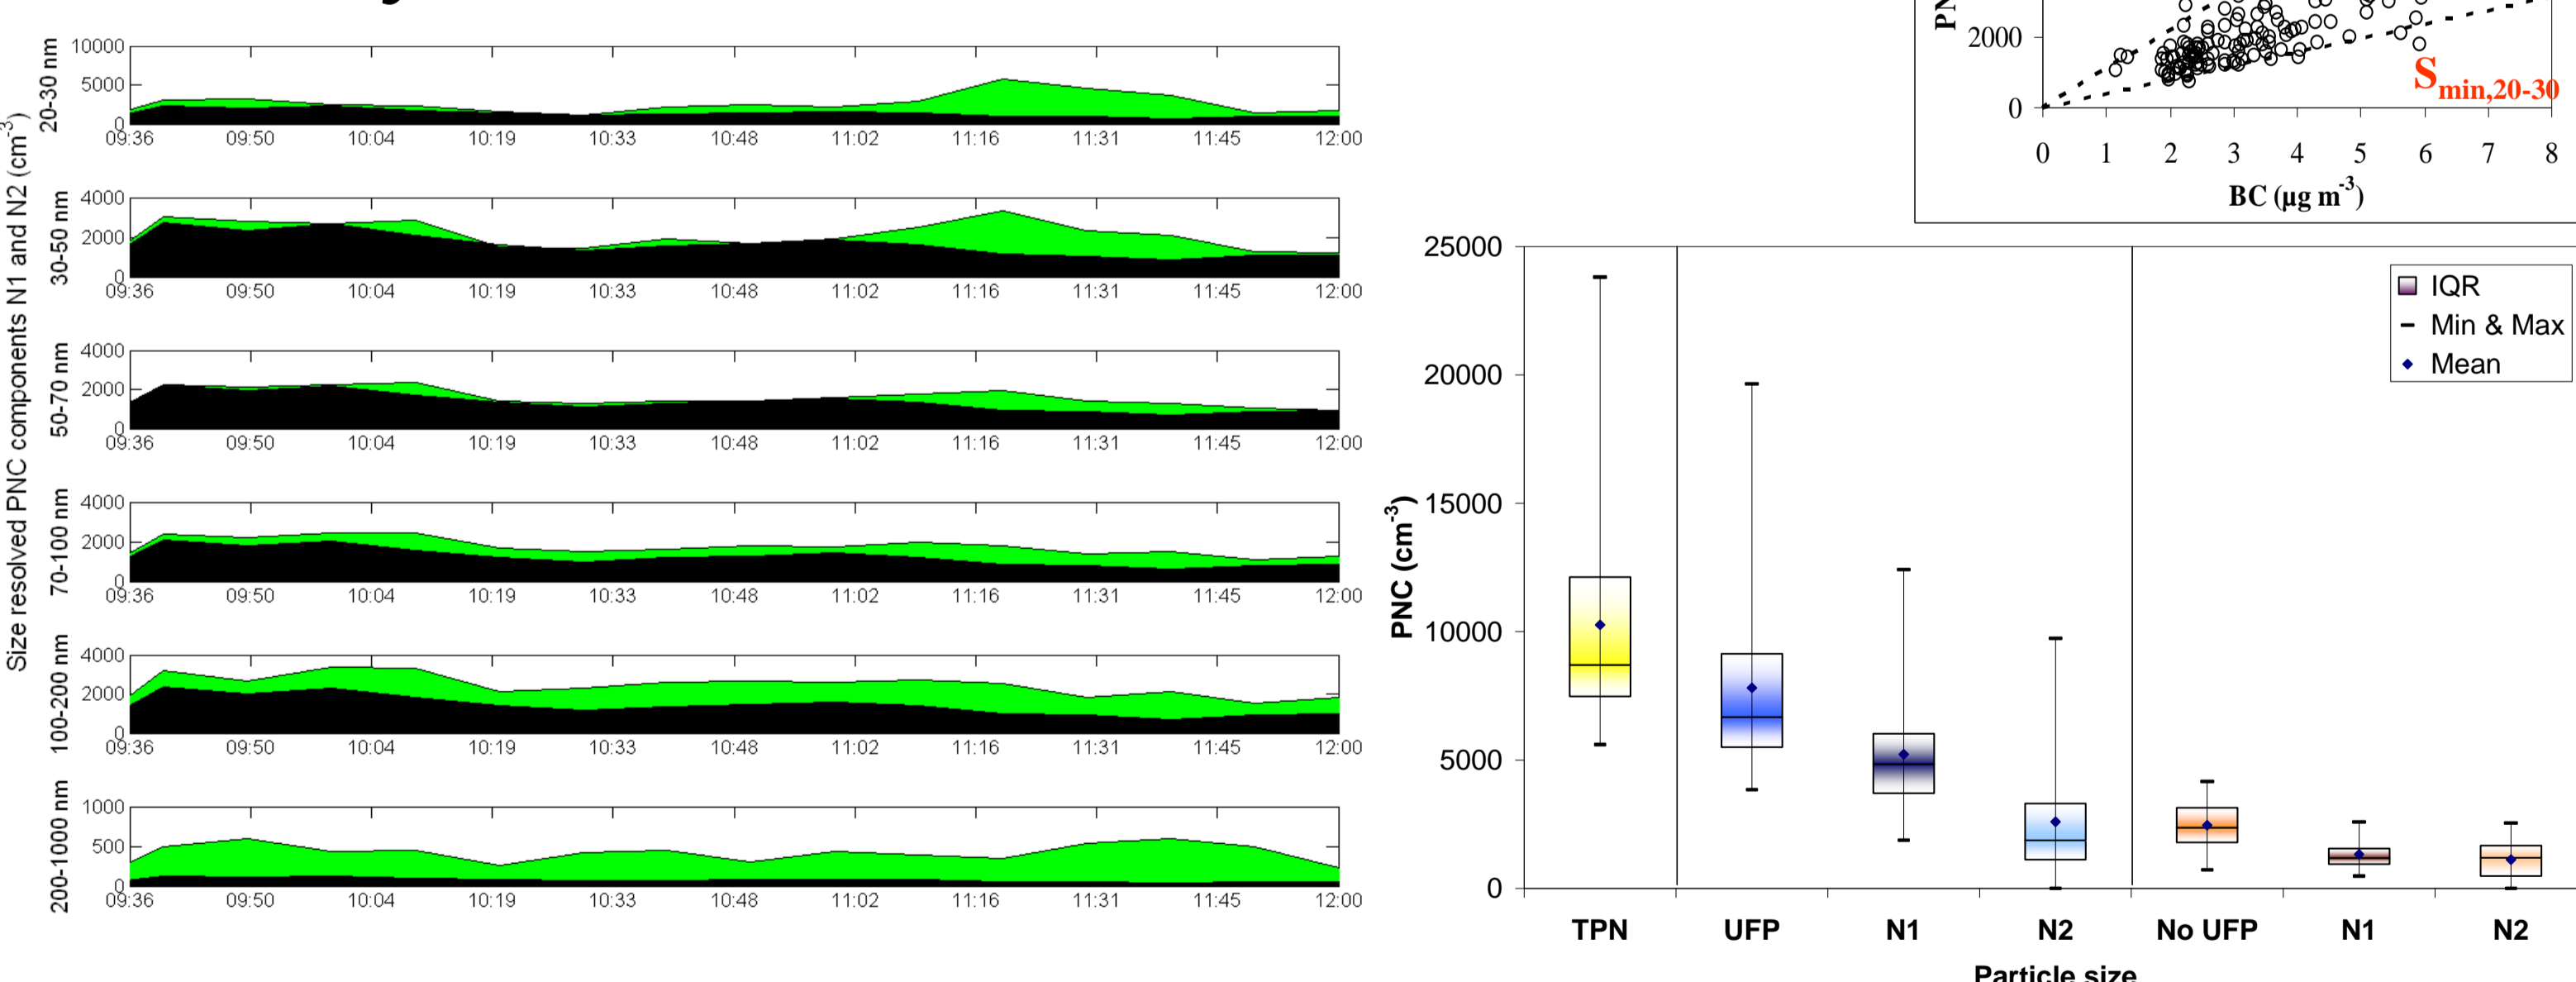 Size resolved PNC components N1 and N2 (cm-3)
20-30 nm
10000
5000
0
09:36 09:50 10:04 10:19 10:33 10:48 11:02 11:16 11:31 11:45 12:00
30-50 nm
4000
2000
0
09:36 09:50 10:04 10:19 10:33 10:48 11:02 11:16 11:31 11:45 12:00
50-70 nm
4000
2000
0
09:36 09:50 10:04 10:19 10:33 10:48 11:02 11:16 11:31 11:45 12:00
70-100 nm
4000
2000
0
09:36 09:50 10:04 10:19 10:33 10:48 11:02 11:16 11:31 11:45 12:00
100-200 nm
4000
2000
0
09:36 09:50 10:04 10:19 10:33 10:48 11:02 11:16 11:31 11:45 12:00
200-1000 nm
1000
500
0
09:36 09:50 10:04 10:19 10:33 10:48 11:02 11:16 11:31 11:45 12:00
PN
2000
0
Smin,20-30
0 1 2 3 4 5 6 7 8
BC (µg m-3)
PNC (cm-3)
25000
20000
15000
10000
5000
0
IQR
Min & Max
Mean
TPN UFP N1 N2 No UFP N1 N2
Particle size